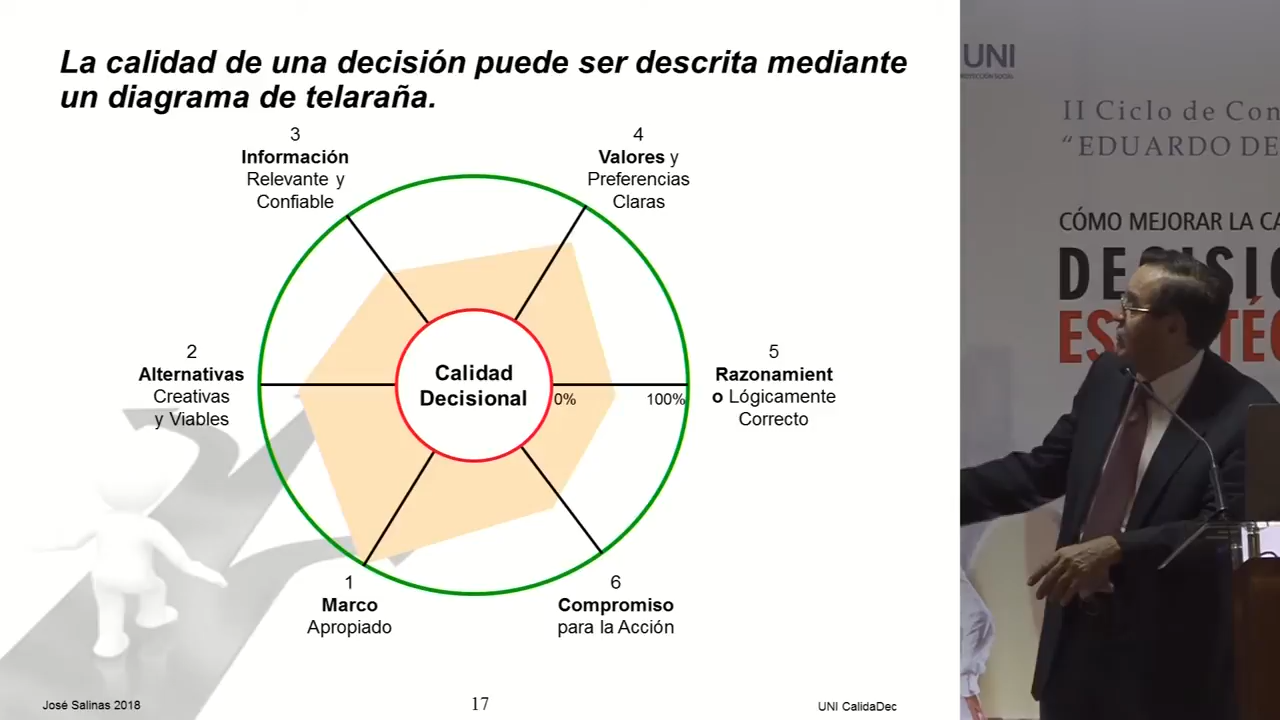 La calidad de una decisión puede ser descrita mediante
un diagrama de telaraña.
3
Información
Relevante y
Confiable
4
Valores y
Preferencias
Claras
2
Alternativas
Creativas
y Viables
Calidad
Decisional
0%
100%
5
Razonamient
o Lógicamente
Correcto
1
Marco
Apropiado
6
Compromiso
para la Acción
José Salinas 2018
17
UNI CalidaDec
UNI
II Ciclo de Con
“EDUARDO DE
CÓMO MEJORAR LA CA